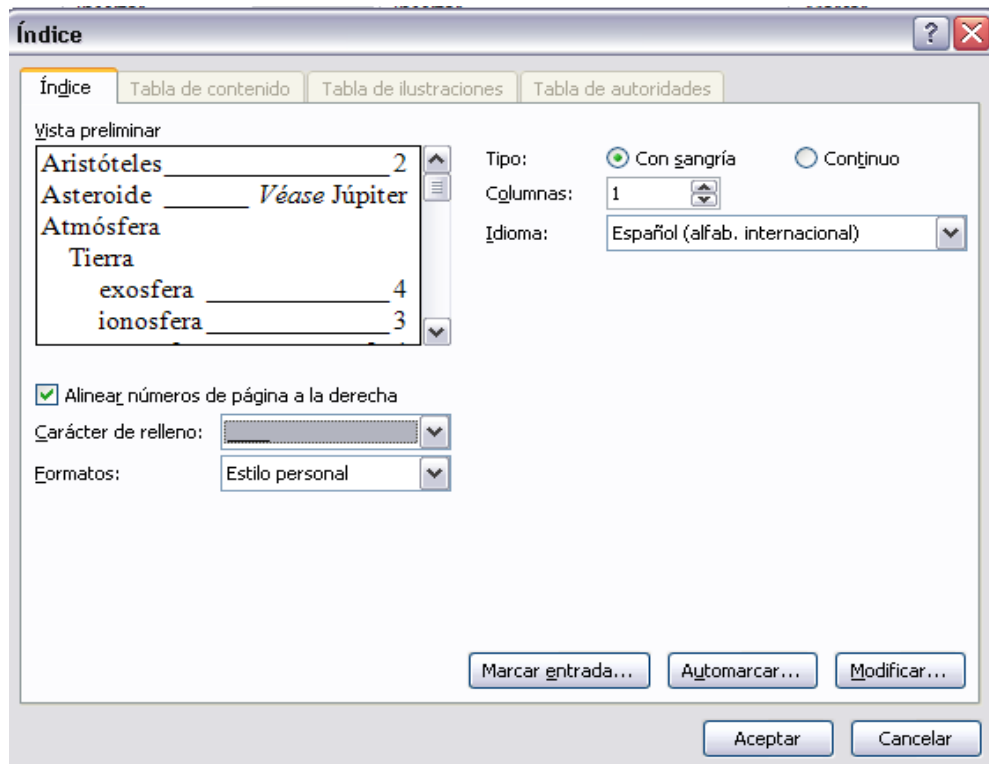 Índice
Índice Tabla de contenido Tabla de ilustraciones Tabla de autoridades
Vista preliminar
Aristóteles 2
Asteroide Véase Júpiter
Atmósfera
Tierra
exosfera 4
ionosfera 3
Tipo: Con sangría Continuo
Columnas: 1
Idioma: Español (alfab. internacional)
Alinear números de página a la derecha
Carácter de relleno: ____
Formatos: Estilo personal
Marcar entrada... Automarcar... Modificar...
Aceptar Cancelar